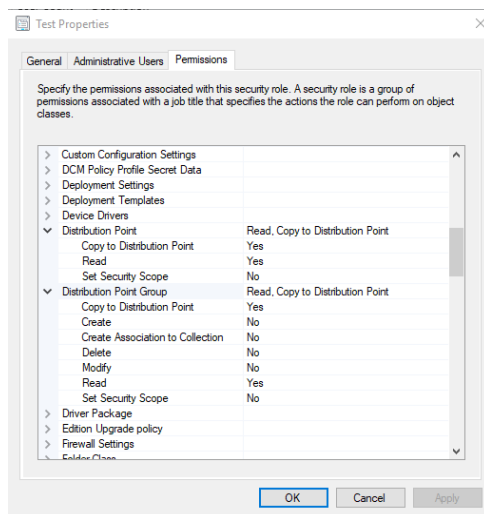 Test Properties
General Administrative Users Permissions
Specify the permissions associated with this security role. A security role is a group of
permissions associated with a job title that specifies the actions the role can perform on object
classes.
Custom Configuration Settings
DCM Policy Profile Secret Data
Deployment Settings
Deployment Templates
Device Drivers
Distribution Point Read, Copy to Distribution Point
Copy to Distribution Point Yes
Read Yes
Set Security Scope No
Distribution Point Group Read, Copy to Distribution Point
Copy to Distribution Point Yes
Create No
Create Association to Collection No
Delete No
Modify No
Read Yes
Set Security Scope No
Driver Package
Edition Upgrade policy
Firewall Settings
Folder Class
OK Cancel Apply